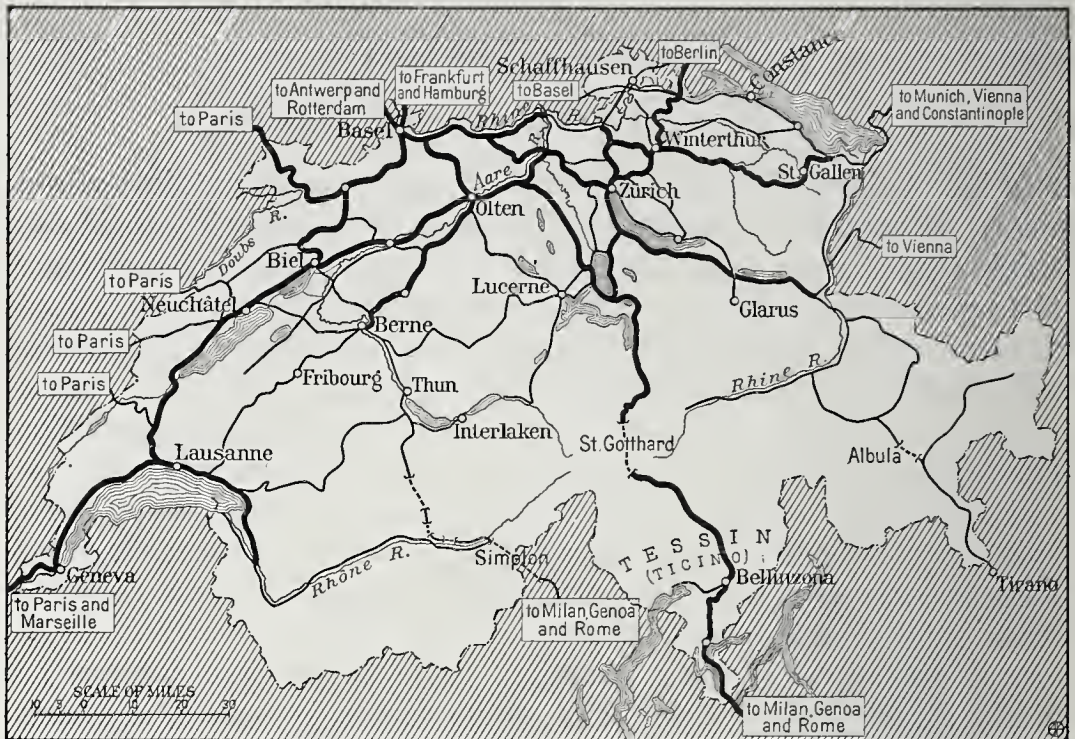 to Berlin
Schaffhausen
Constance
to Frankfurt
and Hamburg
to Antwerp and
Rotterdam
to Basel
to Munich, Vienna
and Constantinople
to Paris
Basel
Rhine
R.
Winterthur
St. Gallen
Aare
R.
Zürich
Olten
Doubs
R.
Biel
to Vienna
to Paris
Neuchâtel
Lucerne
Glarus
Berne
to Paris
Rhine R.
to Paris
Fribourg
Thun
Interlaken
St. Gotthard
Albula
Lausanne
Simplon
TESSIN
(TICINO)
Rhône R.
Geneva
Bellinzona
Tirano
to Paris and
Marseille
to Milan, Genoa
and Rome
SCALE OF MILES
10 5 0 10 20 30
to Milan, Genoa
and Rome